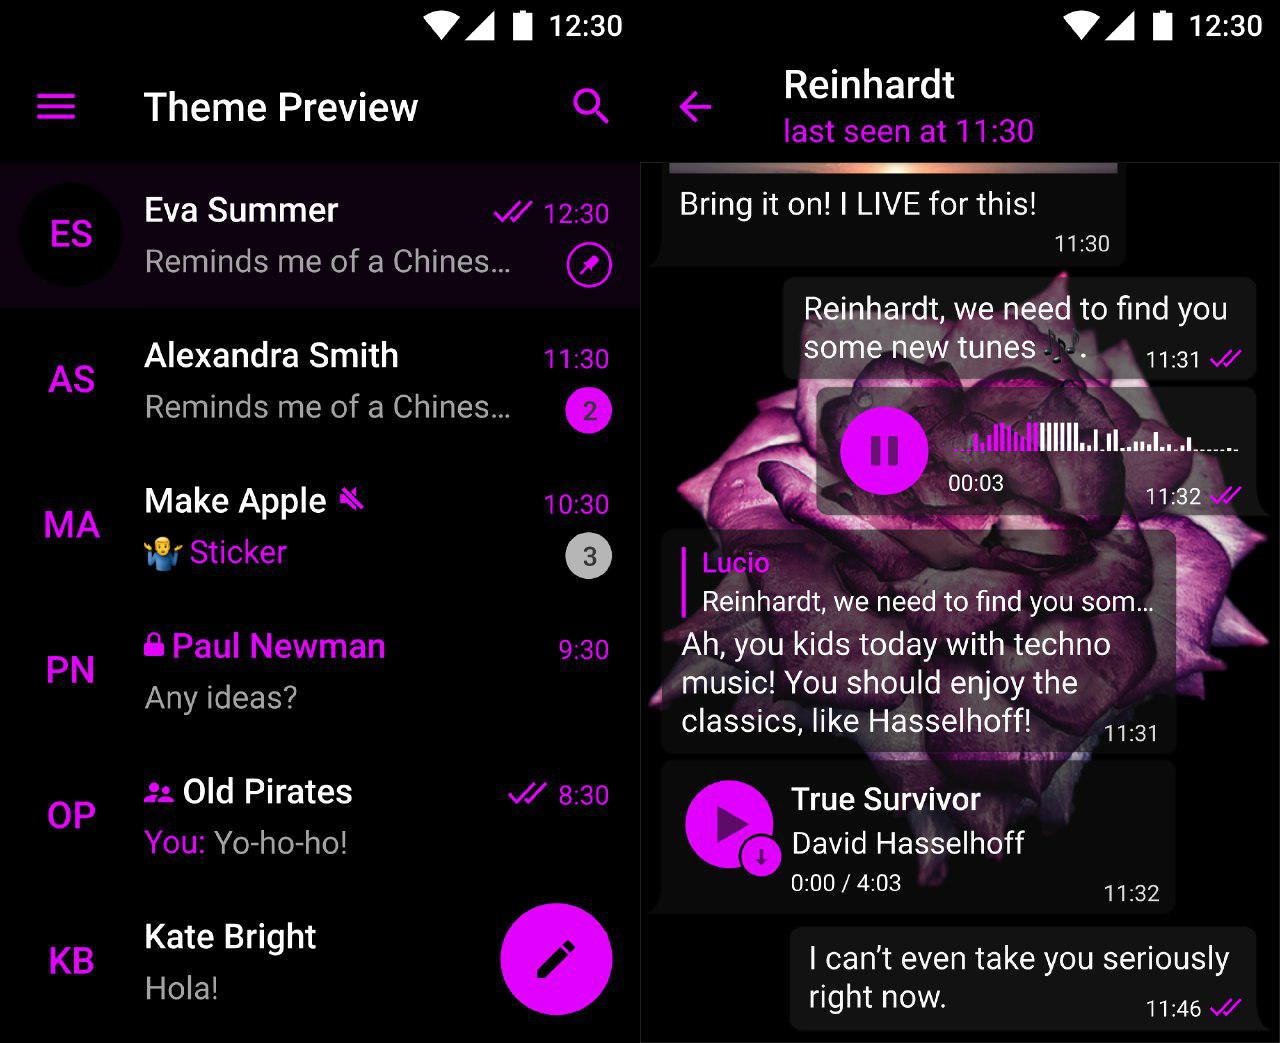 12:30
Theme Preview
ES
Eva Summer
12:30
Reminds me of a Chines...
AS
Alexandra Smith
11:30
Reminds me of a Chines...
2
MA
Make Apple
10:30
🤷‍♂️ Sticker
3
PN
Paul Newman
9:30
Any ideas?
OP
Old Pirates
8:30
You: Yo-ho-ho!
KB
Kate Bright
Hola!
12:30
Reinhardt
last seen at 11:30
Bring it on! I LIVE for this!
11:30
Reinhardt, we need to find you
some new tunes 🎶.
11:31
00:03
11:32
Lucio
Reinhardt, we need to find you som...
Ah, you kids today with techno
music! You should enjoy the
classics, like Hasselhoff!
11:31
True Survivor
David Hasselhoff
0:00 / 4:03
11:32
I can’t even take you seriously
right now.
11:46